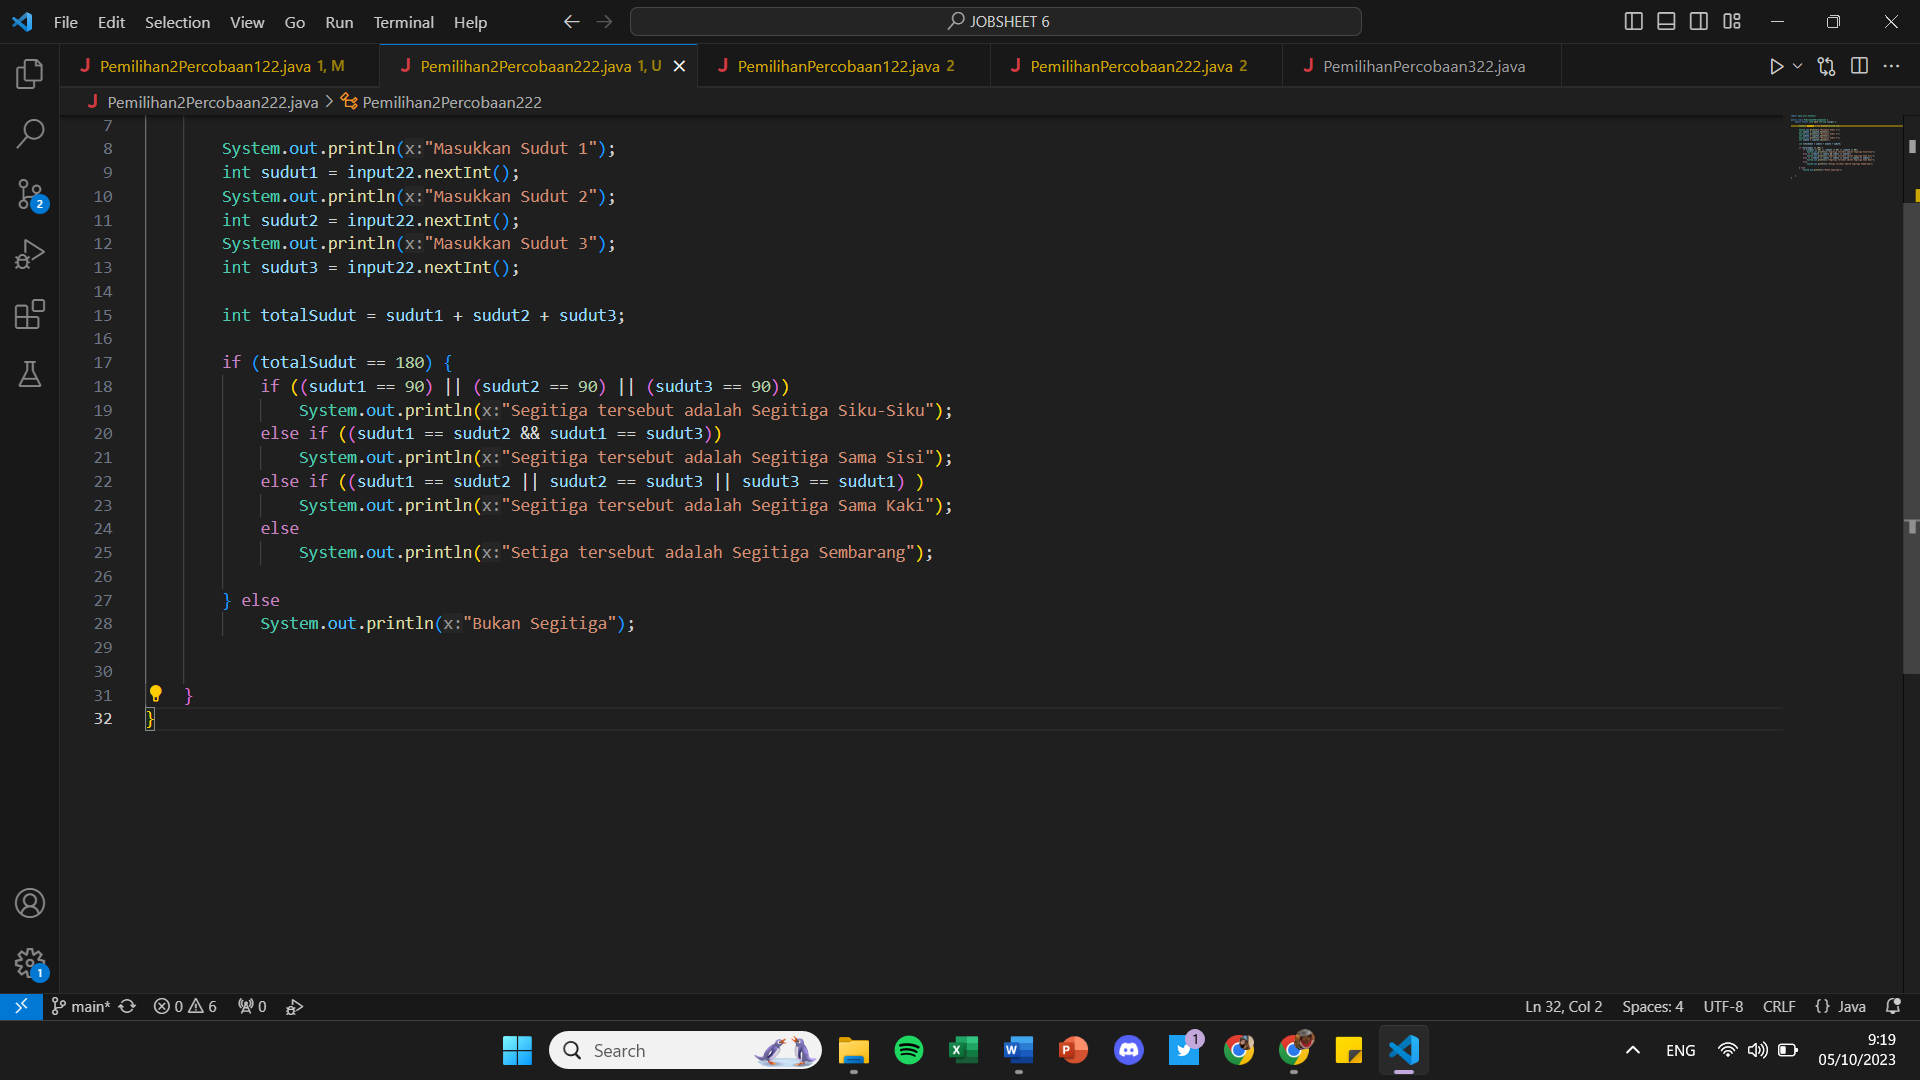 File Edit Selection View Go Run Terminal Help JOBSHEET 6
Pemilihan2Percobaan122.java 1, M Pemilihan2Percobaan222.java 1, U PemilihanPercobaan122.java 2 PemilihanPercobaan222.java 2 PemilihanPercobaan322.java
Pemilihan2Percobaan222.java > Pemilihan2Percobaan222
7
8 System.out.println(x:"Masukkan Sudut 1");
9 int sudut1 = input22.nextInt();
10 System.out.println(x:"Masukkan Sudut 2");
11 int sudut2 = input22.nextInt();
12 System.out.println(x:"Masukkan Sudut 3");
13 int sudut3 = input22.nextInt();
14
15 int totalSudut = sudut1 + sudut2 + sudut3;
16
17 if (totalSudut == 180) {
18 if ((sudut1 == 90) || (sudut2 == 90) || (sudut3 == 90))
19 System.out.println(x:"Segitiga tersebut adalah Segitiga Siku-Siku");
20 else if ((sudut1 == sudut2 && sudut1 == sudut3))
21 System.out.println(x:"Segitiga tersebut adalah Segitiga Sama Sisi");
22 else if ((sudut1 == sudut2 || sudut2 == sudut3 || sudut3 == sudut1) )
23 System.out.println(x:"Segitiga tersebut adalah Segitiga Sama Kaki");
24 else
25 System.out.println(x:"Setiga tersebut adalah Segitiga Sembarang");
26
27 } else
28 System.out.println(x:"Bukan Segitiga");
29
30
31 }
32 }
2
1
main* 0 6 0 Ln 32, Col 2 Spaces: 4 UTF-8 CRLF {} Java
Search 1 ENG 9:19
05/10/2023